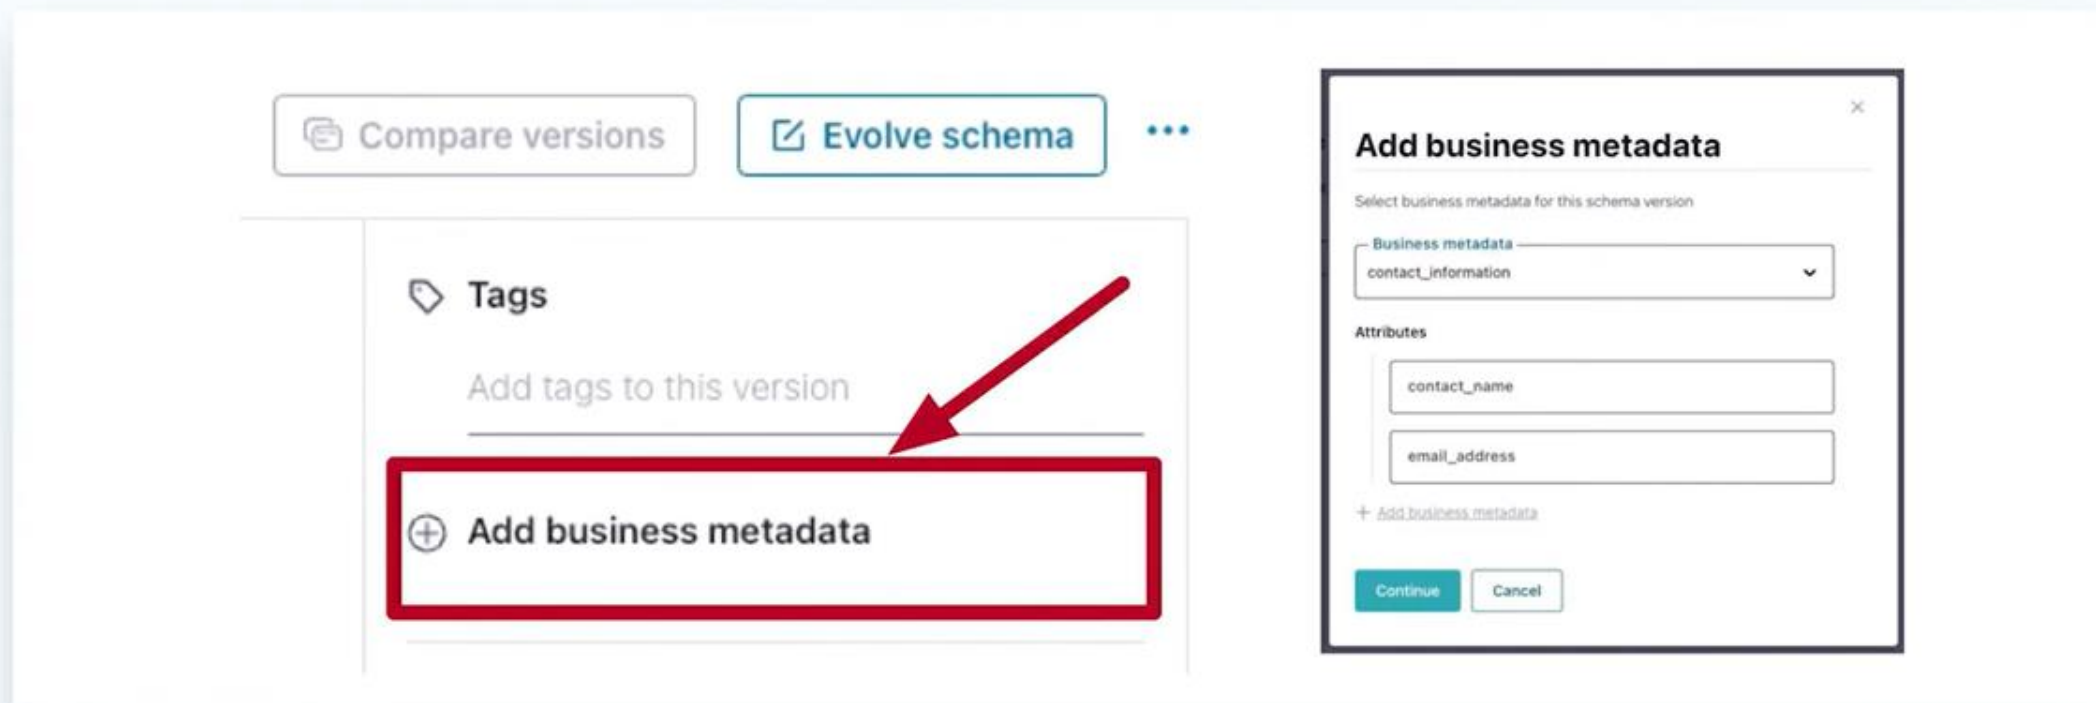 Compare versions
Evolve schema
Tags
Add tags to this version
Add business metadata
Add business metadata
Select business metadata for this schema version
Business metadata
contact_information
Attributes
contact_name
email_address
+ Add business metadata
Continue
Cancel